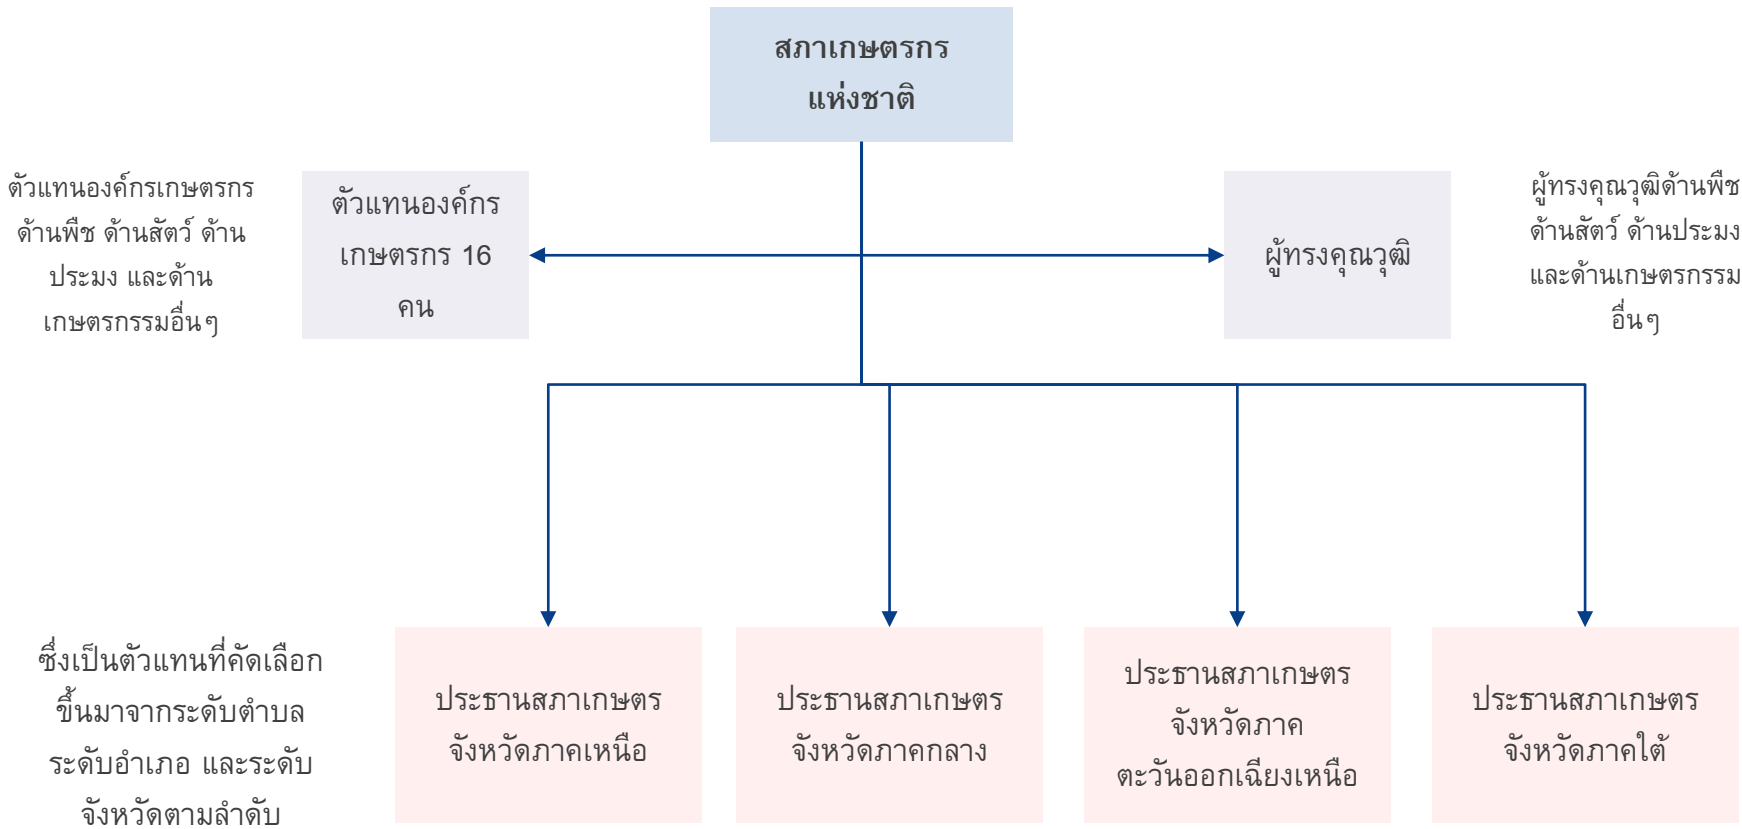 สภาเกษตรกร
แห่งชาติ
ตัวแทนองค์กรเกษตรกร
ด้านพืช ด้านสัตว์ ด้าน
ประมง และด้าน
เกษตรกรรมอื่นๆ
ตัวแทนองค์กร
เกษตรกร 16
คน
ผู้ทรงคุณวุฒิ
ผู้ทรงคุณวุฒิด้านพืช
ด้านสัตว์ ด้านประมง
และด้านเกษตรกรรม
อื่นๆ
ซึ่งเป็นตัวแทนที่คัดเลือก
ขึ้นมาจากระดับตำบล
ระดับอำเภอ และระดับ
จังหวัดตามลำดับ
ประธานสภาเกษตร
จังหวัดภาคเหนือ
ประธานสภาเกษตร
จังหวัดภาคกลาง
ประธานสภาเกษตร
จังหวัดภาค
ตะวันออกเฉียงเหนือ
ประธานสภาเกษตร
จังหวัดภาคใต้